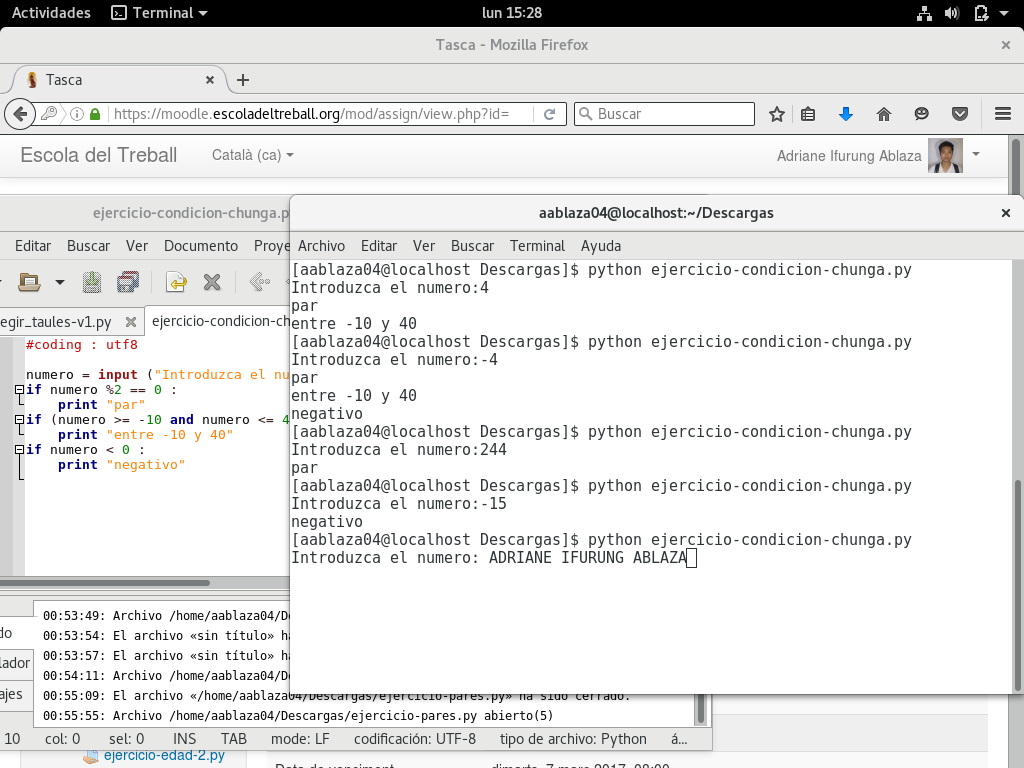 Actividades Terminal lun 15:28
Tasca - Mozilla Firefox
Tasca
https://moodle.escoladeltreball.org/mod/assign/view.php?id= Buscar
Escola del Treball Català (ca) Adriane Ifurung Ablaza
ejercicio-condicion-chunga.p
Editar Buscar Ver Documento Proye
egir_taules-v1.py ejercicio-condicion-ch
#coding : utf8
numero = input ("Introduzca el nu
if numero %2 == 0 :
print "par"
if (numero >= -10 and numero <= 4
print "entre -10 y 40"
if numero < 0 :
print "negativo"
aablaza04@localhost:~/Descargas
Archivo Editar Ver Buscar Terminal Ayuda
[aablaza04@localhost Descargas]$ python ejercicio-condicion-chunga.py
Introduzca el numero:4
par
entre -10 y 40
[aablaza04@localhost Descargas]$ python ejercicio-condicion-chunga.py
Introduzca el numero:-4
par
entre -10 y 40
negativo
[aablaza04@localhost Descargas]$ python ejercicio-condicion-chunga.py
Introduzca el numero:244
par
[aablaza04@localhost Descargas]$ python ejercicio-condicion-chunga.py
Introduzca el numero:-15
negativo
[aablaza04@localhost Descargas]$ python ejercicio-condicion-chunga.py
Introduzca el numero: ADRIANE IFURUNG ABLAZA
do
lador
ajes
00:53:49: Archivo /home/aablaza04/De
00:53:54: El archivo «sin título» ha
00:53:57: El archivo «sin título» ha
00:54:11: Archivo /home/aablaza04/De
00:55:09: El archivo «/home/aablaza04/Descargas/ejercicio-pares.py» ha sido cerrado.
00:55:55: Archivo /home/aablaza04/Descargas/ejercicio-pares.py abierto(5)
10 col: 0 sel: 0 INS TAB mode: LF codificación: UTF-8 tipo de archivo: Python á...
ejercicio-edad-2.py
Data de venciment dimarts, 7 març 2017, 08:00